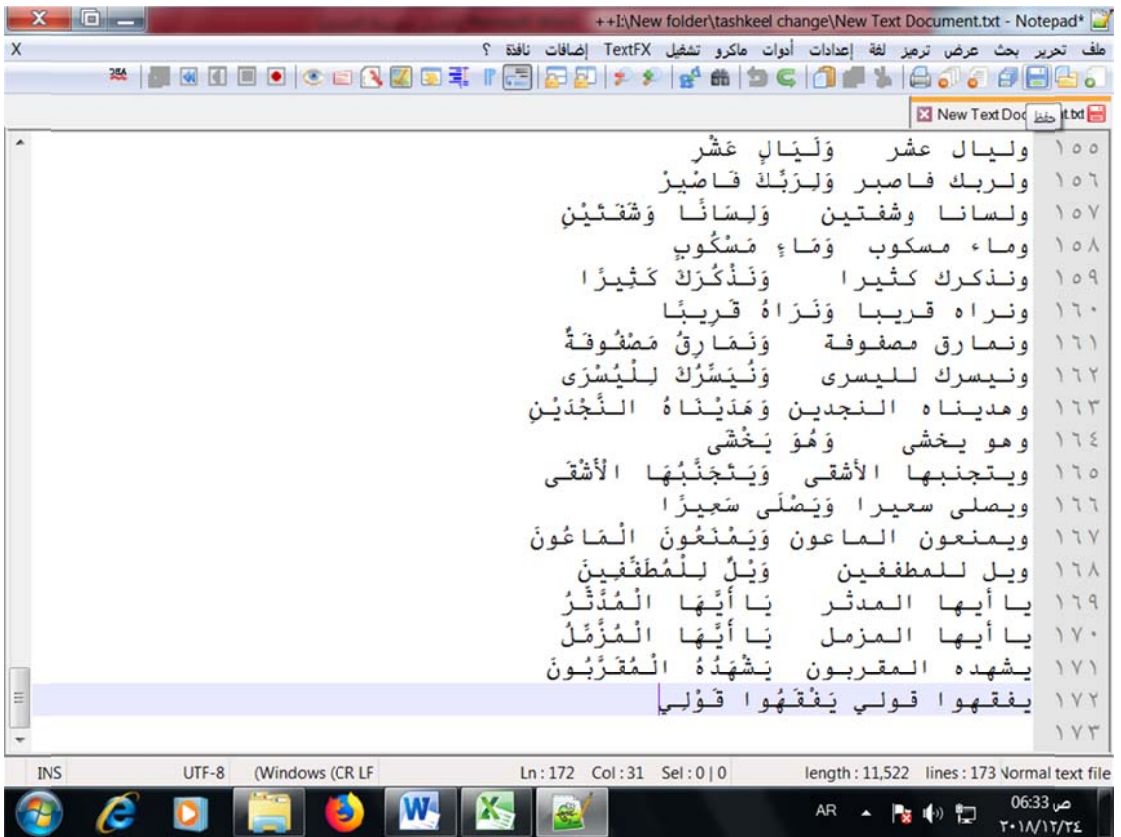 ++I:\New folder\tashkeel change\New Text Document.txt - Notepad*
ملف تحرير بحث عرض ترميز لغة إعدادات أدوات ماكرو تشغيل TextFX إضافات نافذة ؟ X
New Text Doc
حفظ
t.txt
١٥٥ وليال عشر وَلَيَالٍ عَشْرٍ
١٥٦ ولربك فاصبر وَلِرَبِّكَ فَاصْبِرْ
١٥٧ ولسانا وشفتين وَلِسَانًا وَشَفَتَيْنِ
١٥٨ وماء مسكوب وَمَاءٍ مَسْكُوبٍ
١٥٩ ونذكرك كثيرا وَنَذْكُرَكَ كَثِيرًا
١٦٠ ونراه قريبا وَنَرَاهُ قَرِيبًا
١٦١ ونمارق مصفوفة وَنَمَارِقُ مَصْفُوفَةٌ
١٦٢ ونيسرك لليسرى وَنُيَسِّرُكَ لِلْيُسْرَى
١٦٣ وهديناه النجدين وَهَدَيْنَاهُ النَّجْدَيْنِ
١٦٤ وهو يخشى وَهُوَ يَخْشَى
١٦٥ ويتجنبها الأشقى وَيَتَجَنَّبُهَا الْأَشْقَى
١٦٦ ويصلى سعيرا وَيَصْلَى سَعِيرًا
١٦٧ ويمنعون الماعون وَيَمْنَعُونَ الْمَاعُونَ
١٦٨ ويل للمطففين وَيْلٌ لِلْمُطَفِّفِينَ
١٦٩ يا أيها المدثر يَا أَيُّهَا الْمُدَّثِّرُ
١٧٠ يا أيها المزمل يَا أَيُّهَا الْمُزَّمِّلُ
١٧١ يشهده المقربون يَشْهَدُهُ الْمُقَرَّبُونَ
١٧٢ يفقهوا قولي يَفْقَهُوا قَوْلِي
١٧٣
INS UTF-8 (Windows (CR LF Ln : 172 Col : 31 Sel : 0 | 0 length : 11,522 lines : 173 Normal text file
AR 06:33 ص
٢٠١٨/١٢/٢٤